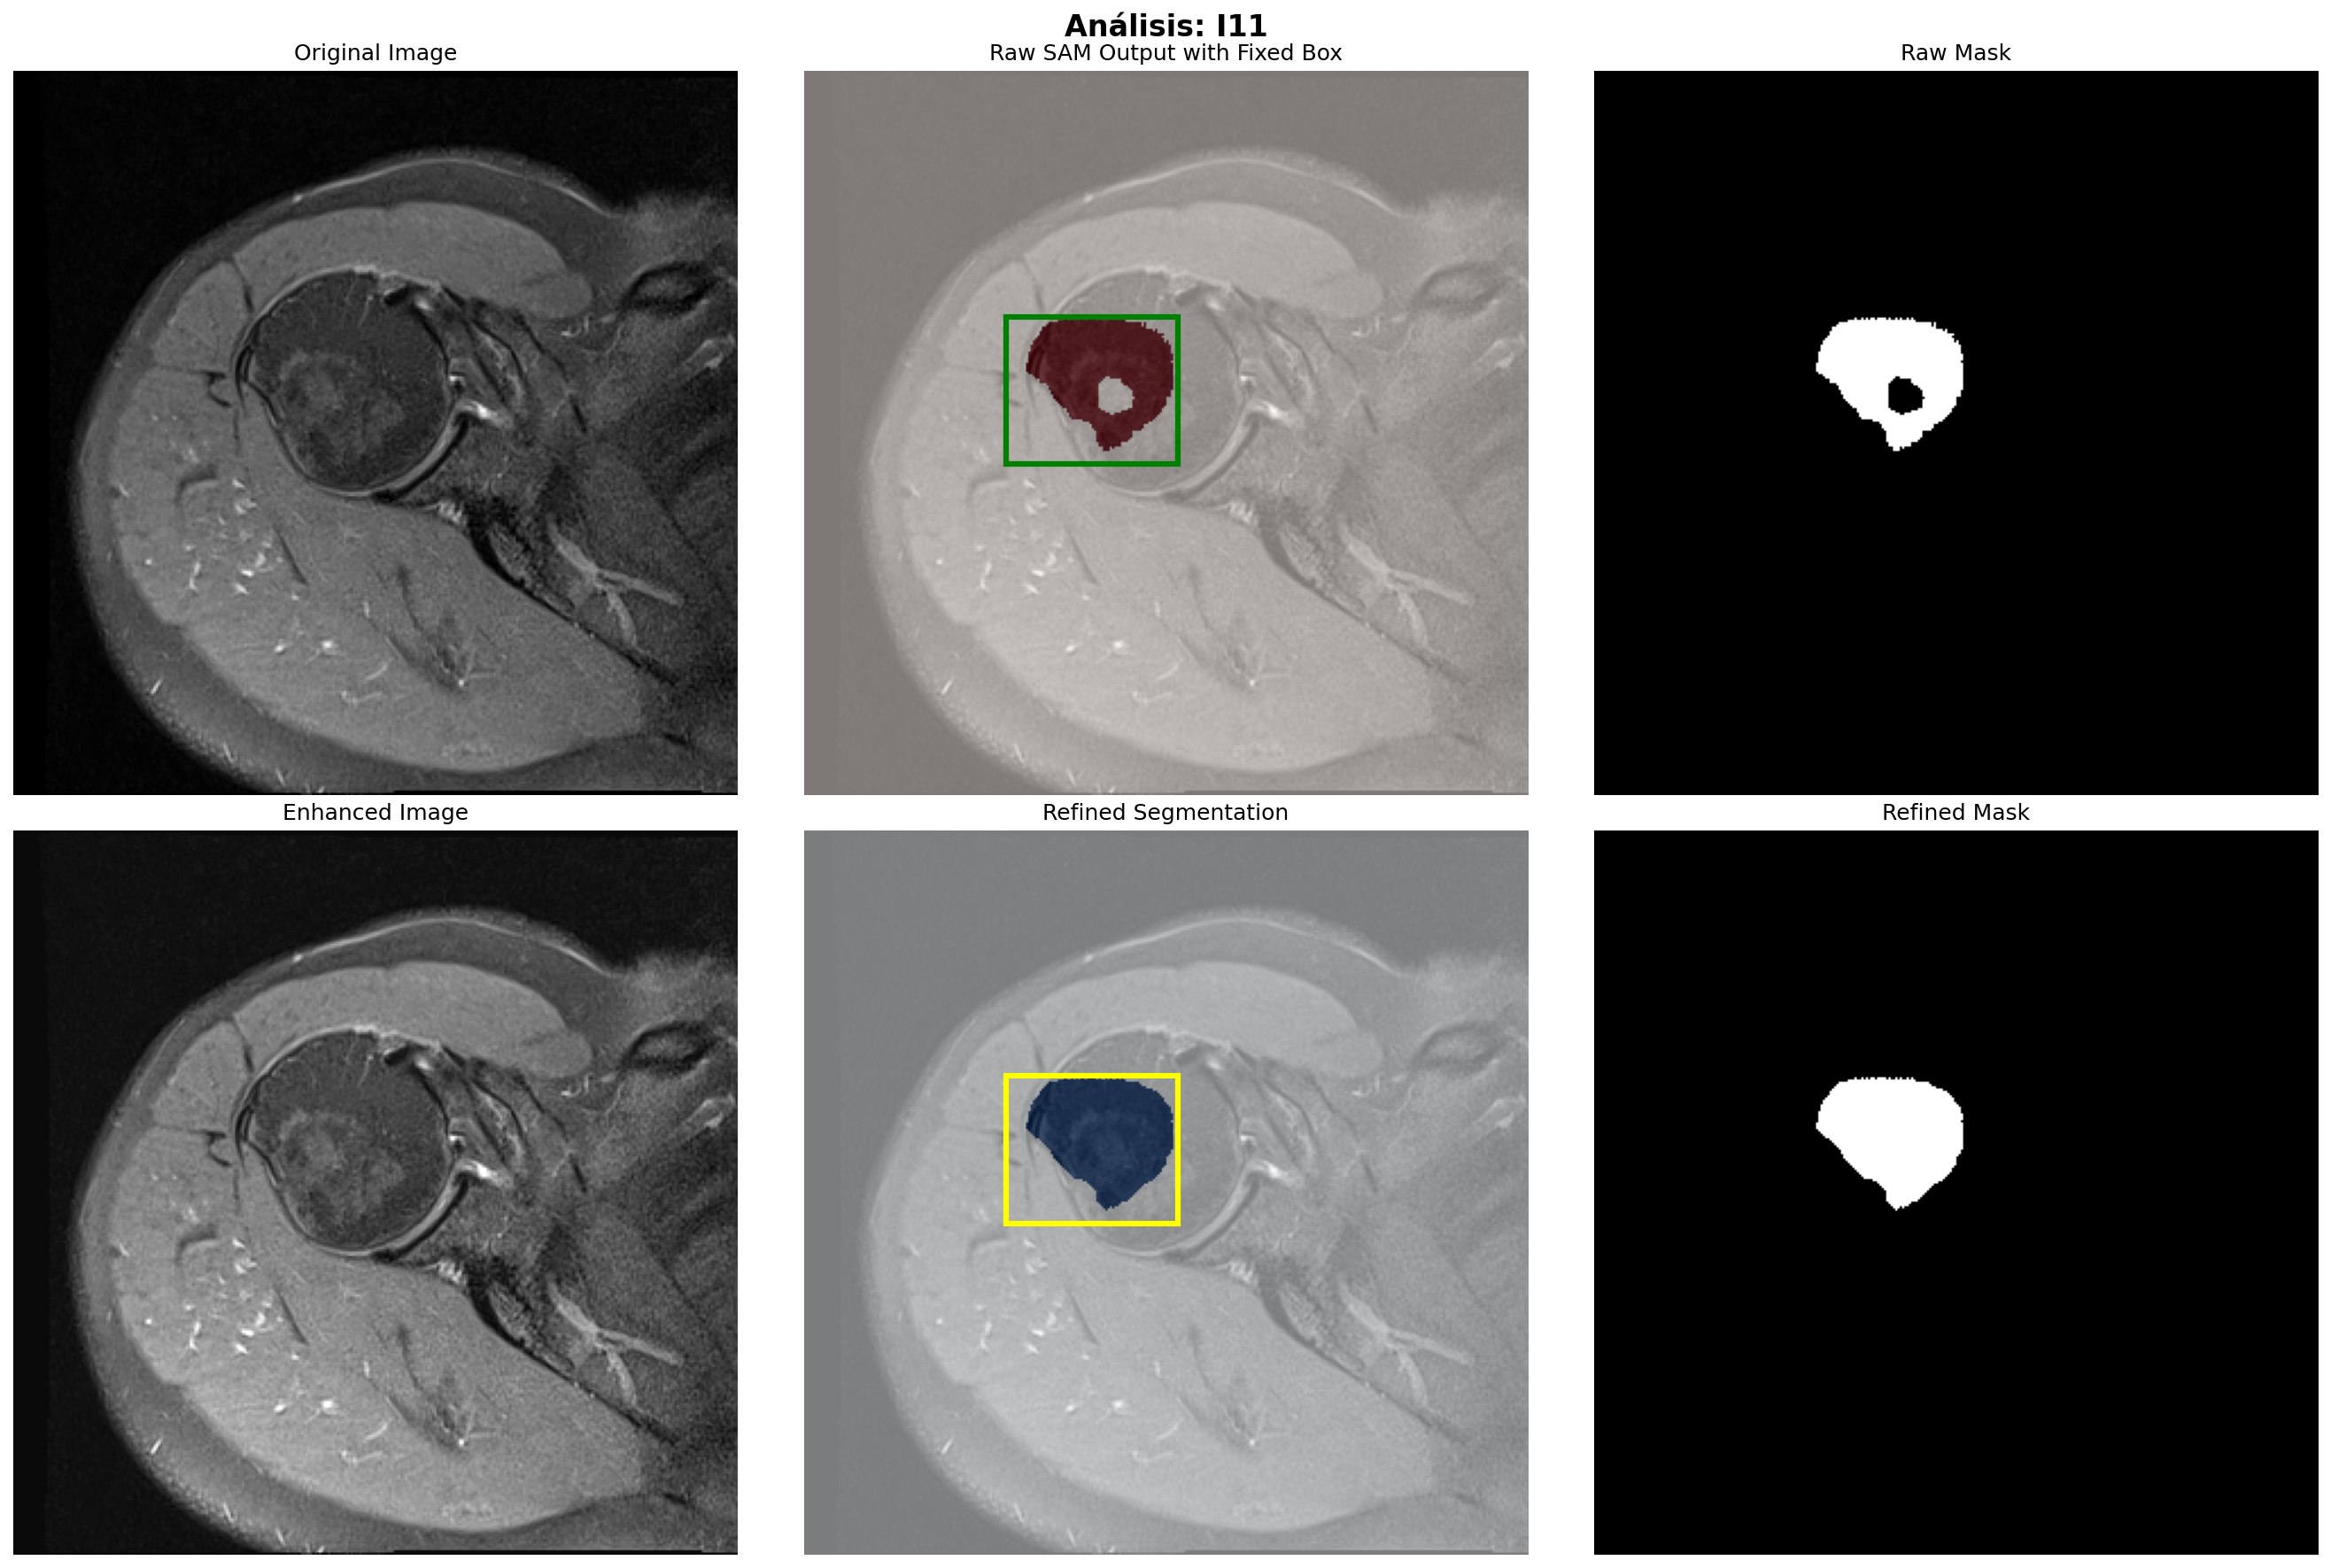 Análisis: I11
Original Image
Raw SAM Output with Fixed Box
Raw Mask
Enhanced Image
Refined Segmentation
Refined Mask